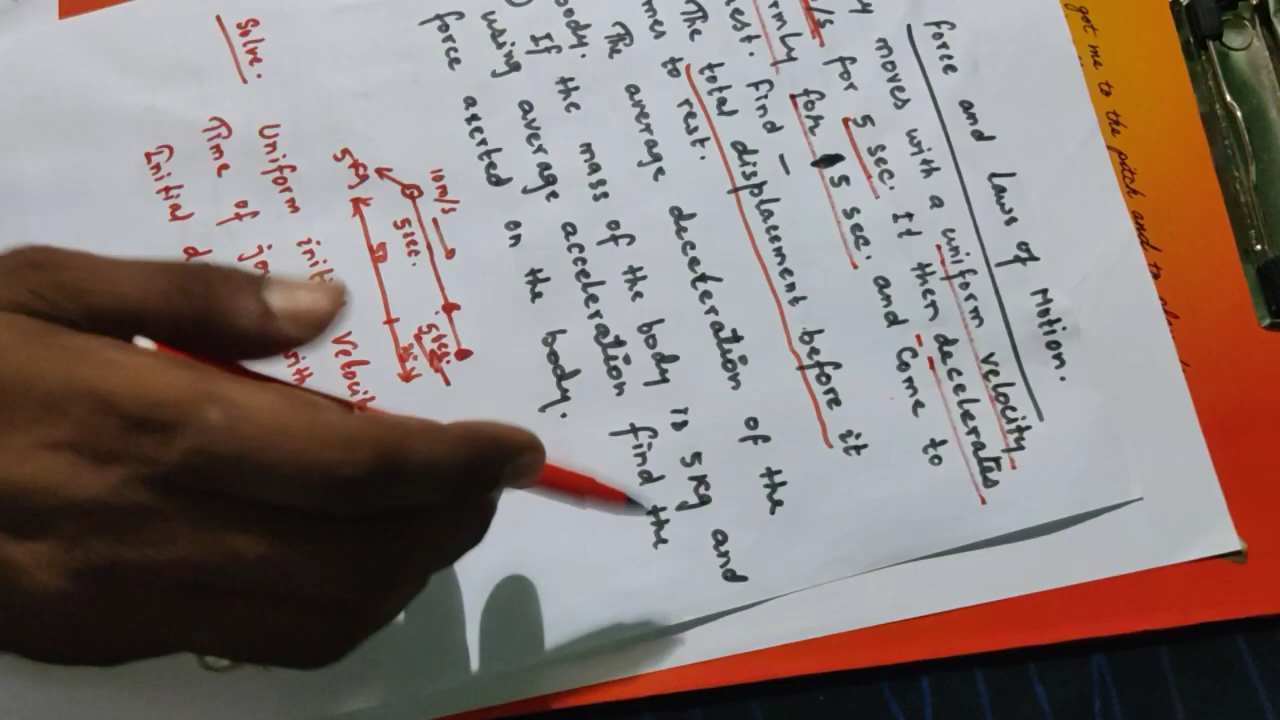 got me to the pitch and to
Force and Laws of Motion.
moves with a uniform velocity
for 5 sec. It then decelerates
for 5 sec. and Come to
rest. Find -
The total displacement before it
to rest.
The average deceleration of the
body.
If the mass of the body is 5 kg and
using average acceleration find the
force exerted on the body.
Solve.
10m/s
5sec.
5sec.
5kg
Uniform Velocity
Time of
Initial